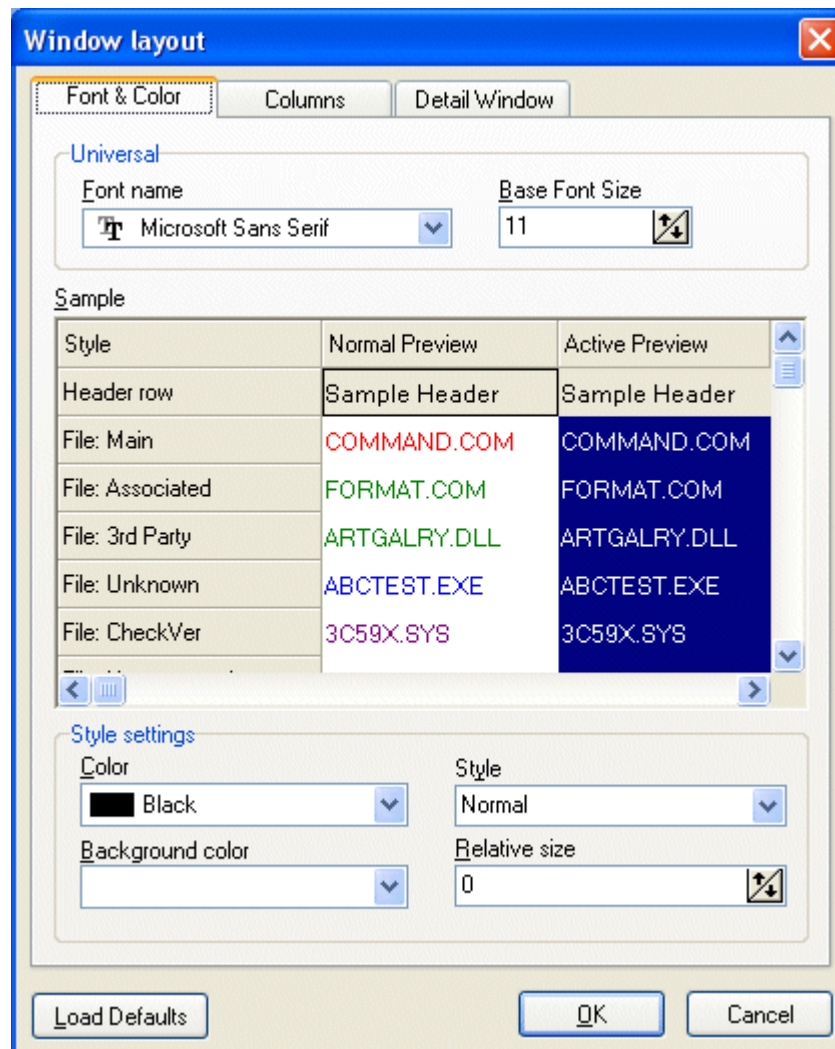 Window layout
Font & Color Columns Detail Window
Universal
Font name Base Font Size
Microsoft Sans Serif 11
Sample
Style Normal Preview Active Preview
Header row Sample Header Sample Header
File: Main COMMAND.COM COMMAND.COM
File: Associated FORMAT.COM FORMAT.COM
File: 3rd Party ARTGALRY.DLL ARTGALRY.DLL
File: Unknown ABCTEST.EXE ABCTEST.EXE
File: CheckVer 3C59X.SYS 3C59X.SYS
Style settings
Color Style
Black Normal
Background color Relative size
0
Load Defaults OK Cancel